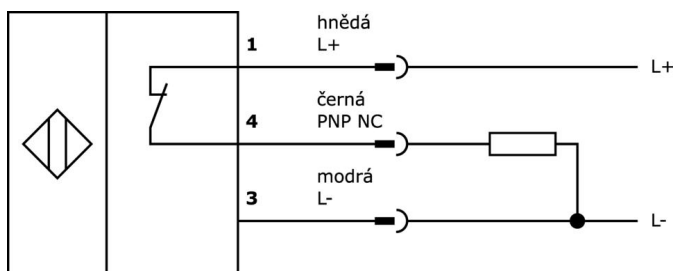 hnědá
1 L+
L+
černá
4 PNP NC
modrá
3 L-
L-